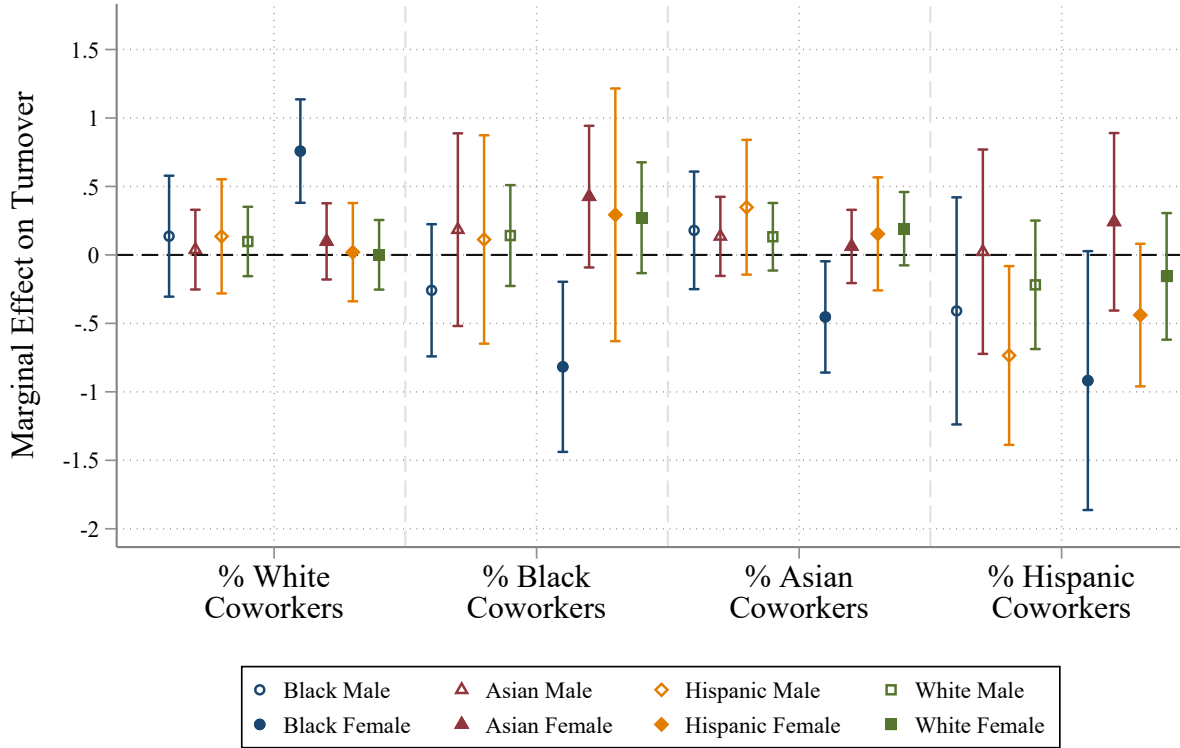 Marginal Effect on Turnover
1.5
1
.5
0
-.5
-1
-1.5
-2
% White
Coworkers
% Black
Coworkers
% Asian
Coworkers
% Hispanic
Coworkers
Black Male
Asian Male
Hispanic Male
White Male
Black Female
Asian Female
Hispanic Female
White Female